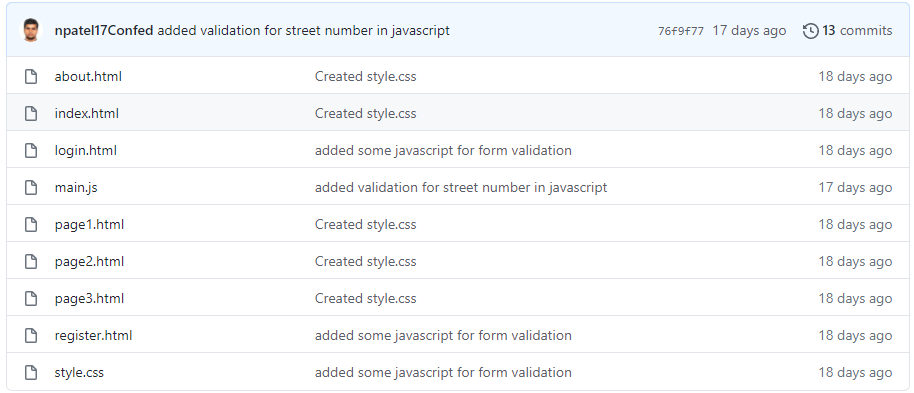 npatel17Confed added validation for street number in javascript 76f9f77 17 days ago 13 commits
about.html Created style.css 18 days ago
index.html Created style.css 18 days ago
login.html added some javascript for form validation 18 days ago
main.js added validation for street number in javascript 17 days ago
page1.html Created style.css 18 days ago
page2.html Created style.css 18 days ago
page3.html Created style.css 18 days ago
register.html added some javascript for form validation 18 days ago
style.css added some javascript for form validation 18 days ago